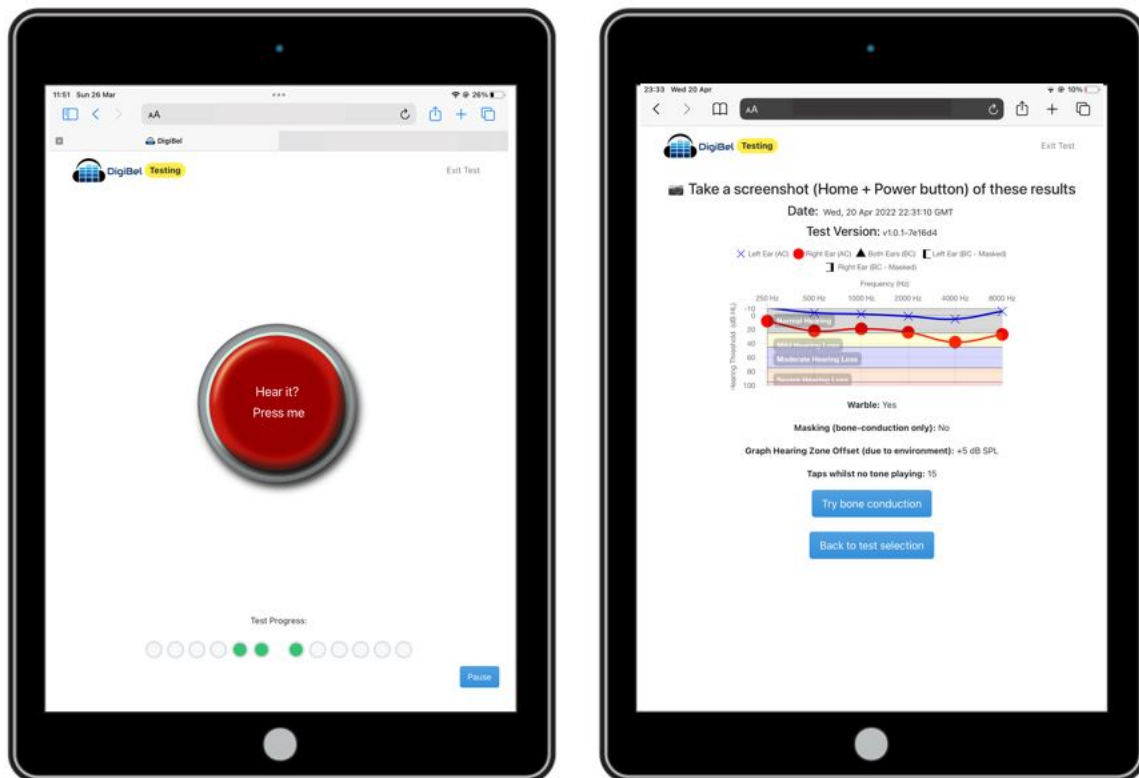 11:51 Sun 26 Mar
26%
AA
DigiBel
DigiBel Testing
Exit Test
Hear it?
Press me
Test Progress:
Pause
23:33 Wed 20 Apr
10%
AA
DigiBel Testing
Exit Test
Take a screenshot (Home + Power button) of these results
Date: Wed, 20 Apr 2022 22:31:10 GMT
Test Version: v1.0.1-7e16d4
Left Ear (AC) Right Ear (AC) Both Ears (BC) Left Ear (BC - Masked)
Right Ear (BC - Masked)
Frequency (Hz)
250 Hz 500 Hz 1000 Hz 2000 Hz 4000 Hz 8000 Hz
Hearing Threshold (dB HL)
-10
0
20
40
60
80
100
Normal Hearing
Mild Hearing Loss
Moderate Hearing Loss
Severe Hearing Loss
Warble: Yes
Masking (bone-conduction only): No
Graph Hearing Zone Offset (due to environment): +5 dB SPL
Taps whilst no tone playing: 15
Try bone conduction
Back to test selection